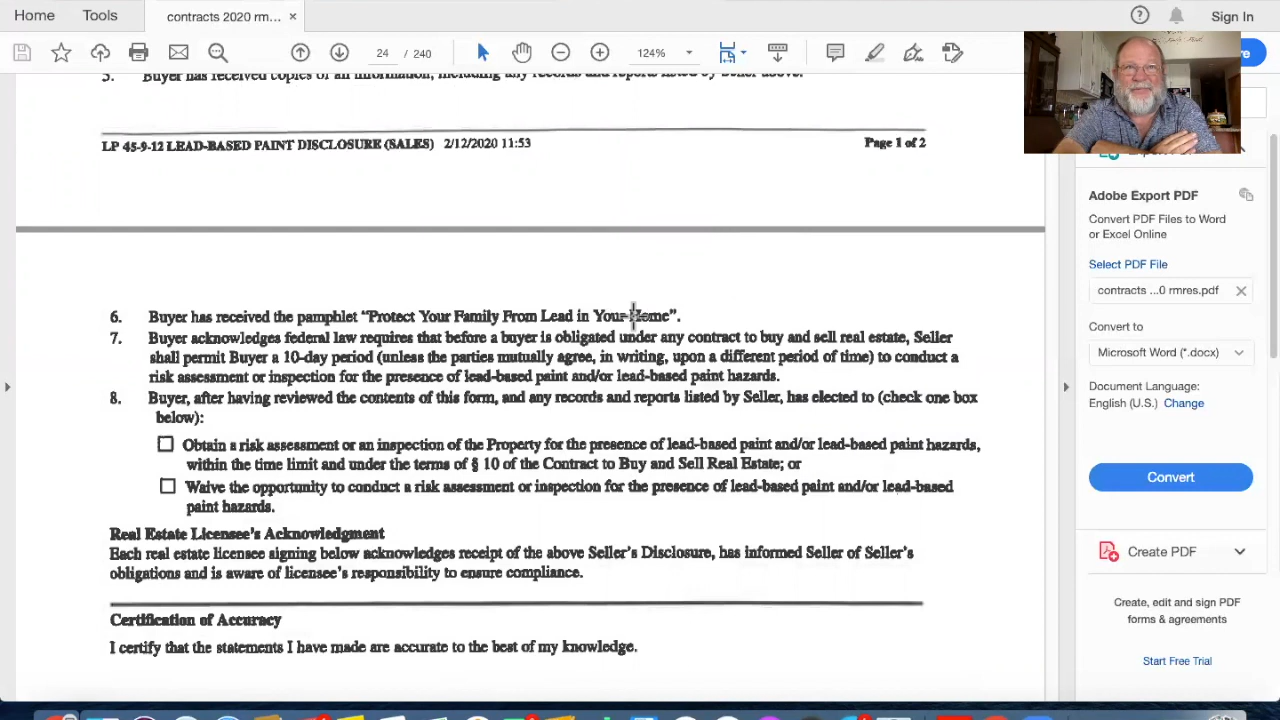 Home
Tools
contracts 2020 rm...
×
Sign In
24 / 240
124%
5. Buyer has received copies of all information, including any records and reports listed by Seller above.
LP 45-9-12 LEAD-BASED PAINT DISCLOSURE (SALES) 2/12/2020 11:53
Page 1 of 2
6. Buyer has received the pamphlet “Protect Your Family From Lead in Your Home”.
7. Buyer acknowledges federal law requires that before a buyer is obligated under any contract to buy and sell real estate, Seller
shall permit Buyer a 10-day period (unless the parties mutually agree, in writing, upon a different period of time) to conduct a
risk assessment or inspection for the presence of lead-based paint and/or lead-based paint hazards.
8. Buyer, after having reviewed the contents of this form, and any records and reports listed by Seller, has elected to (check one box
below):
Obtain a risk assessment or an inspection of the Property for the presence of lead-based paint and/or lead-based paint hazards,
within the time limit and under the terms of § 10 of the Contract to Buy and Sell Real Estate; or
Waive the opportunity to conduct a risk assessment or inspection for the presence of lead-based paint and/or lead-based
paint hazards.
Real Estate Licensee’s Acknowledgment
Each real estate licensee signing below acknowledges receipt of the above Seller’s Disclosure, has informed Seller of Seller’s
obligations and is aware of licensee’s responsibility to ensure compliance.
Certification of Accuracy
I certify that the statements I have made are accurate to the best of my knowledge.
Adobe Export PDF
Convert PDF Files to Word
or Excel Online
Select PDF File
contracts ...0 rmres.pdf
Convert to
Microsoft Word (*.docx)
Document Language:
English (U.S.) Change
Convert
Create PDF
Create, edit and sign PDF
forms & agreements
Start Free Trial